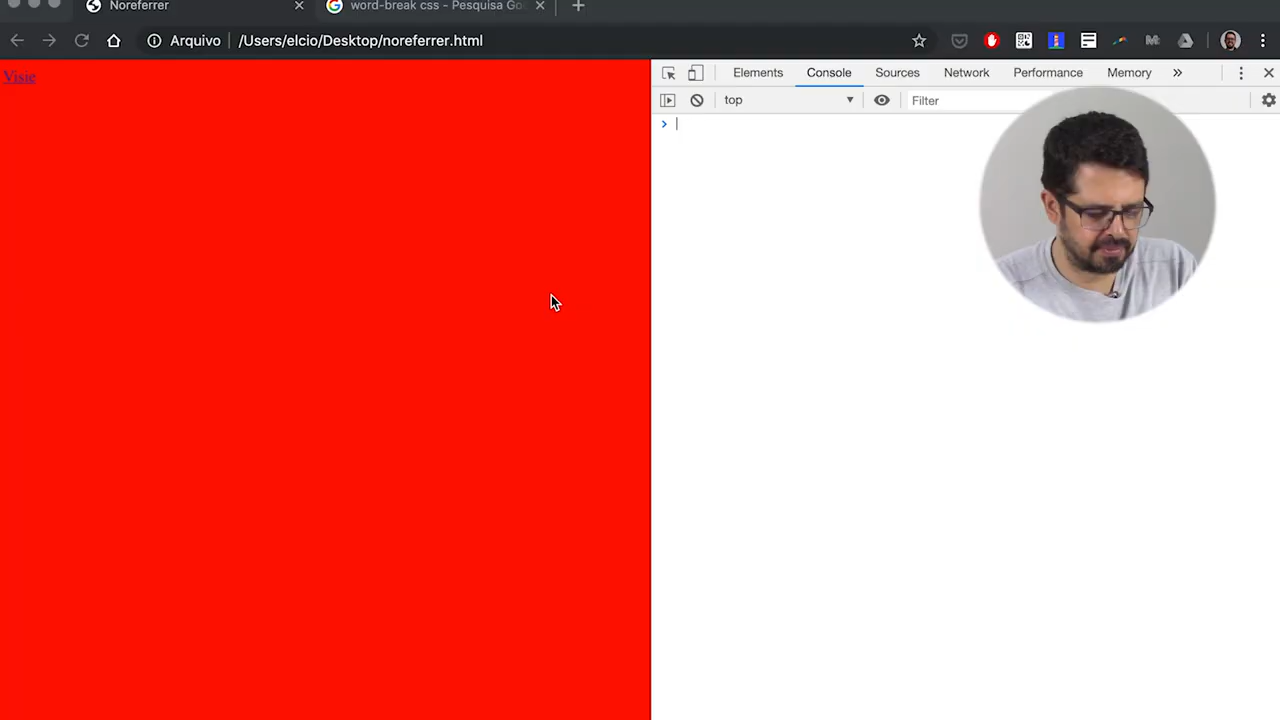 Noreferrer
word-break css - Pesquisa Go
Arquivo /Users/elcio/Desktop/noreferrer.html
Visie
Elements Console Sources Network Performance Memory »
top Filter